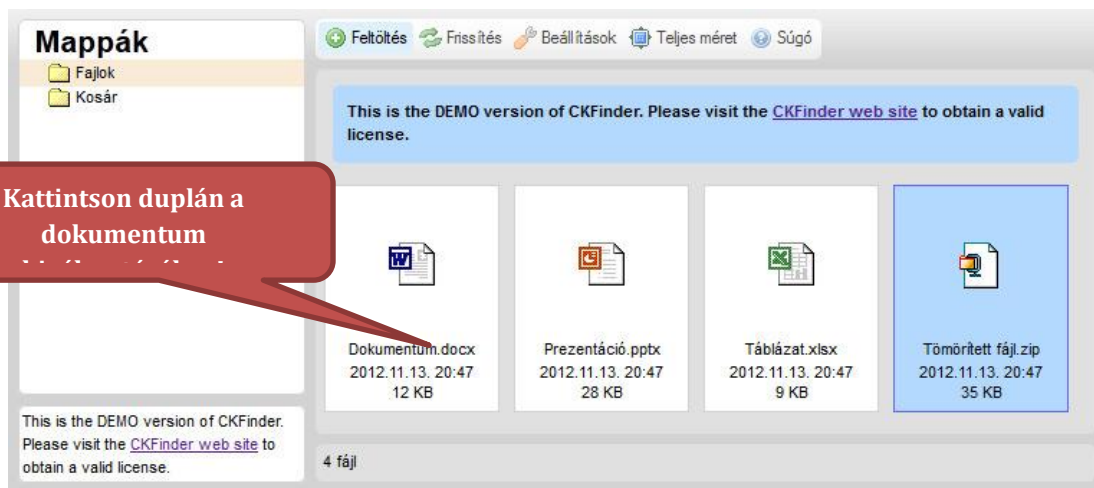 Mappák
Fajlok
Kosár
Feltöltés Frissítés Beállítások Teljes méret Súgó
This is the DEMO version of CKFinder. Please visit the CKFinder web site to obtain a valid
license.
Kattintson duplán a
dokumentum
Dokumentum.docx
2012.11.13. 20:47
12 KB
Prezentáció.pptx
2012.11.13. 20:47
28 KB
Táblázat.xlsx
2012.11.13. 20:47
9 KB
Tömörített fájl.zip
2012.11.13. 20:47
35 KB
This is the DEMO version of CKFinder.
Please visit the CKFinder web site to
obtain a valid license.
4 fájl